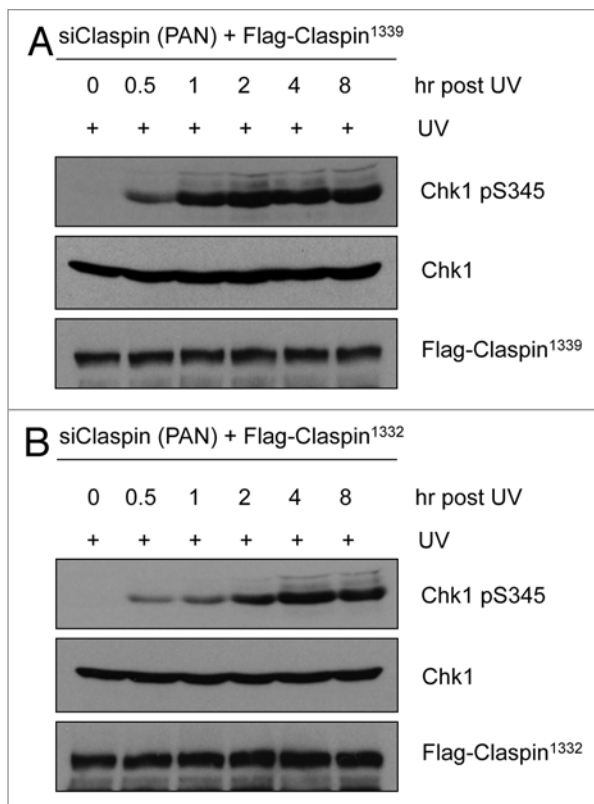 A siClaspin (PAN) + Flag-Claspin¹³³⁹
0 0.5 1 2 4 8 hr post UV
+ + + + + + UV
Chk1 pS345
Chk1
Flag-Claspin¹³³⁹
B siClaspin (PAN) + Flag-Claspin¹³³²
0 0.5 1 2 4 8 hr post UV
+ + + + + + UV
Chk1 pS345
Chk1
Flag-Claspin¹³³²